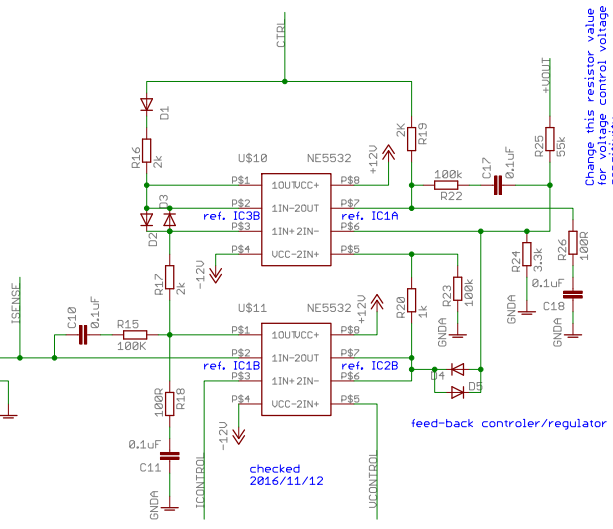 CTRL
+VOUT
Change this resistor value
for voltage control voltage
D1
R16
2k
2K
R19
+12V
R22
100k
C17
0.1uF
R25
55k
U$10
NE5532
P$1
1OUT
VCC+
P$8
P$2
1IN-
2OUT
P$7
P$3
1IN+
2IN-
P$6
P$4
VCC-
2IN+
P$5
ref. IC3B
ref. IC1A
D2
D3
-12V
R17
2k
R20
1k
R23
100k
GNDA
R24
3.3k
GNDA
R26
100R
0.1uF
C18
GNDA
ISENSE
C10
0.1uF
R15
100K
U$11
NE5532
+12V
P$1
1OUT
VCC+
P$8
P$2
1IN-
2OUT
P$7
P$3
1IN+
2IN-
P$6
P$4
VCC-
2IN+
P$5
ref. IC1B
ref. IC2B
D4
D5
100R
R18
-12V
0.1uF
C11
GNDA
ICONTROL
VCONTROL
feed-back controler/regulator
checked
2016/11/12